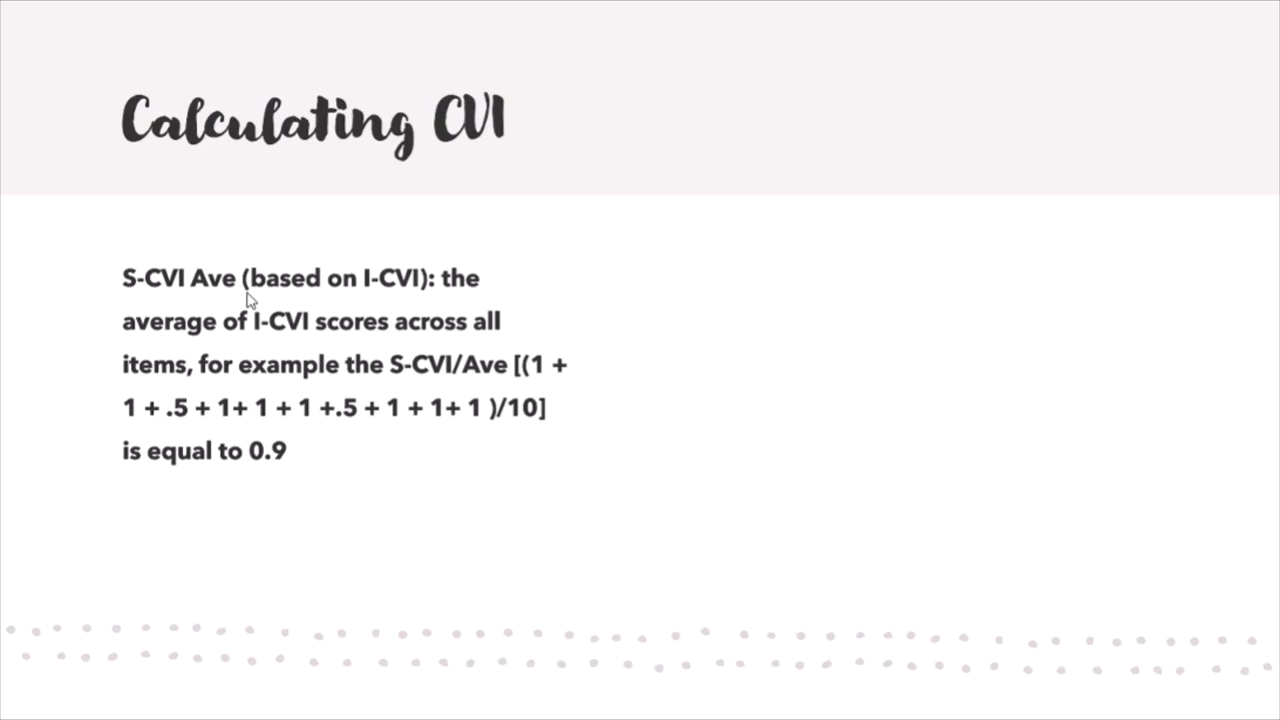 Calculating CVI
S-CVI Ave (based on I-CVI): the
average of I-CVI scores across all
items, for example the S-CVI/Ave [(1 +
1 + .5 + 1+ 1 + 1 +.5 + 1 + 1+ 1 )/10]
is equal to 0.9